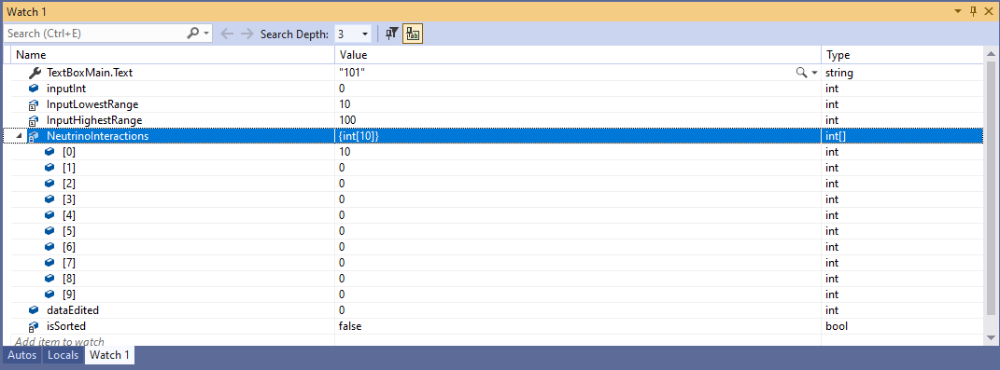 Watch 1
Search (Ctrl+E) Search Depth: 3
Name Value Type
TextBoxMain.Text "101" string
inputInt 0 int
InputLowestRange 10 int
InputHighestRange 100 int
NeutrinoInteractions {int[10]} int[]
[0] 10 int
[1] 0 int
[2] 0 int
[3] 0 int
[4] 0 int
[5] 0 int
[6] 0 int
[7] 0 int
[8] 0 int
[9] 0 int
dataEdited 0 int
isSorted false bool
Add item to watch
Autos Locals Watch 1